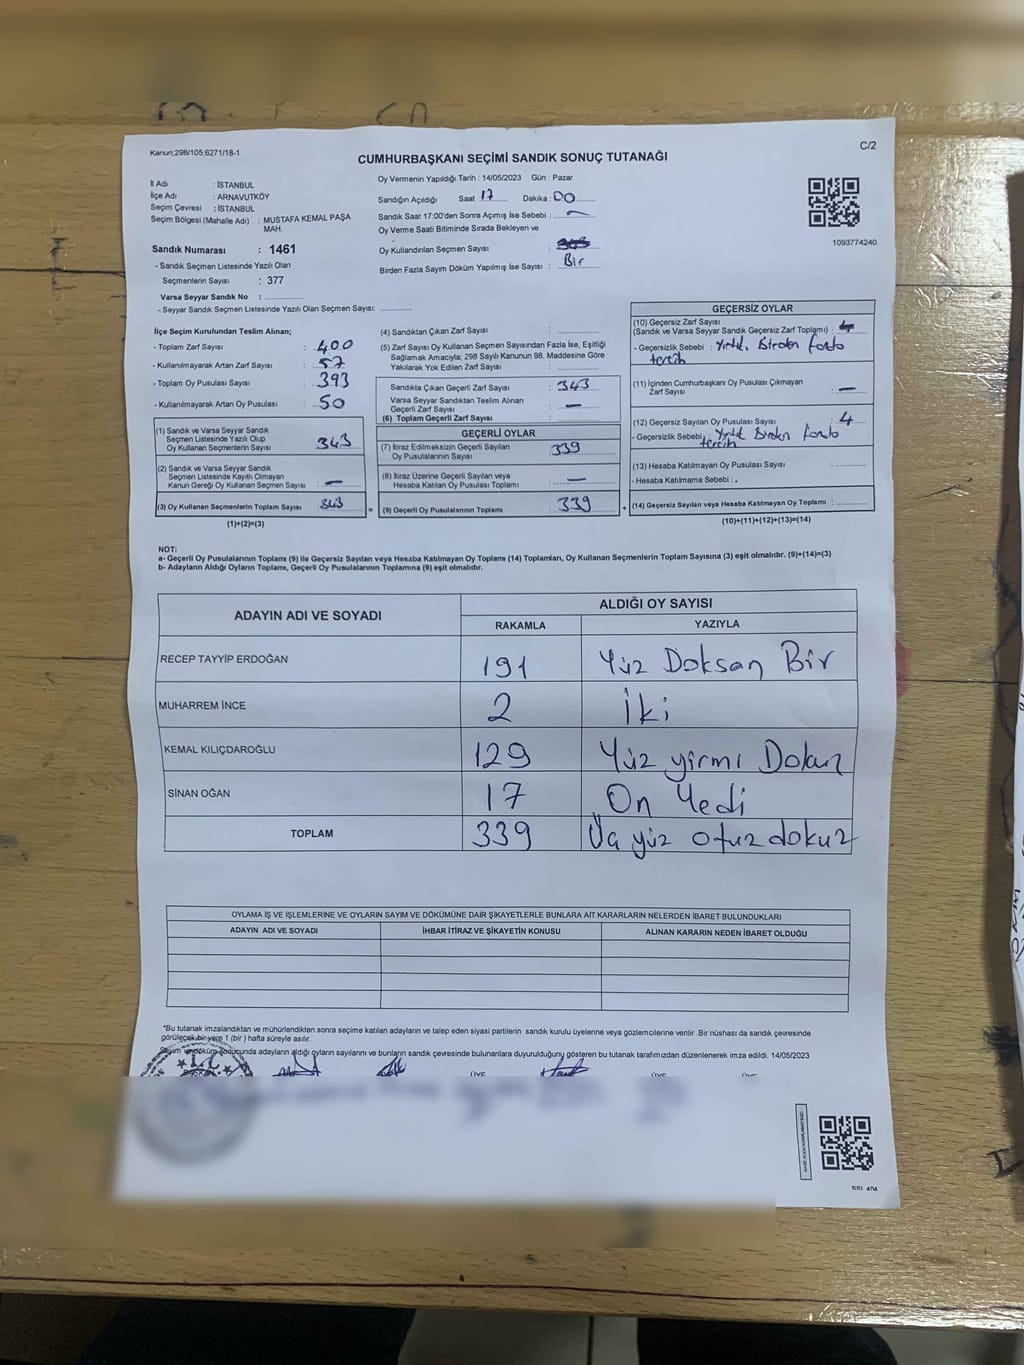 Kanun;298/105;6271/18-1
C/2
CUMHURBAŞKANI SEÇİMİ SANDIK SONUÇ TUTANAĞI
İl Adı : İSTANBUL
İlçe Adı : ARNAVUTKÖY
Seçim Çevresi : İSTANBUL
Seçim Bölgesi (Mahalle Adı) : MUSTAFA KEMAL PAŞA MAH.
Sandık Numarası : 1461
- Sandık Seçmen Listesinde Yazılı Olan
Seçmenlerin Sayısı : 377
Varsa Seyyar Sandık No :
- Seyyar Sandık Seçmen Listesinde Yazılı Olan Seçmen Sayısı:
Oy Vermenin Yapıldığı Tarih : 14/05/2023 Gün : Pazar
Sandığın Açıldığı Saat 17 Dakika : 00
Sandık Saat 17:00'den Sonra Açmış İse Sebebi : -
Oy Verme Saati Bitiminde Sırada Bekleyen ve
Oy Kullandırılan Seçmen Sayısı :
Birden Fazla Sayım Döküm Yapılmış İse Sayısı : Bir
1093774240
İlçe Seçim Kurulundan Teslim Alınan;
- Toplam Zarf Sayısı : 400
- Kullanılmayarak Artan Zarf Sayısı : 57
- Toplam Oy Pusulası Sayısı : 393
- Kullanılmayarak Artan Oy Pusulası : 50
(1) Sandık ve Varsa Seyyar Sandık
Seçmen Listesinde Yazılı Olup
Oy Kullanan Seçmenlerin Sayısı : 343
(2) Sandık ve Varsa Seyyar Sandık
Seçmen Listesinde Kayıtlı Olmayan
Kanun Gereği Oy Kullanan Seçmen Sayısı : -
(3) Oy Kullanan Seçmenlerin Toplam Sayısı : 343
(1)+(2)=(3)
(4) Sandıktan Çıkan Zarf Sayısı :
(5) Zarf Sayısı Oy Kullanan Seçmen Sayısından Fazla İse, Eşitliği
Sağlamak Amacıyla; 298 Sayılı Kanunun 98. Maddesine Göre
Yakılarak Yok Edilen Zarf Sayısı :
Sandıkta Çıkan Geçerli Zarf Sayısı : 343
Varsa Seyyar Sandıktan Teslim Alınan
Geçerli Zarf Sayısı : -
(6) Toplam Geçerli Zarf Sayısı :
GEÇERLİ OYLAR
(7) İtiraz Edilmeksizin Geçerli Sayılan
Oy Pusulalarının Sayısı : 339
(8) İtiraz Üzerine Geçerli Sayılan veya
Hesaba Katılan Oy Pusulası Toplamı : -
= (9) Geçerli Oy Pusulalarının Toplamı : 339
GEÇERSİZ OYLAR
(10) Geçersiz Zarf Sayısı
(Sandık ve Varsa Seyyar Sandık Geçersiz Zarf Toplamı) :
- Geçersizlik Sebebi : Yırtık, Birden fazla
tercih
(11) İçinden Cumhurbaşkanı Oy Pusulası Çıkmayan
Zarf Sayısı : -
(12) Geçersiz Sayılan Oy Pusulası Sayısı : 4
- Geçersizlik Sebebi : Yırtık Birden fazla
tercih
(13) Hesaba Katılmayan Oy Pusulası Sayısı :
- Hesaba Katılmama Sebebi : .
+ (14) Geçersiz Sayılan veya Hesaba Katılmayan Oy Toplamı :
(10)+(11)+(12)+(13)=(14)
NOT:
a- Geçerli Oy Pusulalarının Toplamı (9) ile Geçersiz Sayılan veya Hesaba Katılmayan Oy Toplamı (14) Toplamları, Oy Kullanan Seçmenlerin Toplam Sayısına (3) eşit olmalıdır. (9)+(14)=(3)
b- Adayların Aldığı Oyların Toplamı, Geçerli Oy Pusulalarının Toplamına (9) eşit olmalıdır.
ADAYIN ADI VE SOYADI
ALDIĞI OY SAYISI
RAKAMLA YAZIYLA
RECEP TAYYİP ERDOĞAN 191 Yüz Doksan Bir
MUHARREM İNCE 2 İki
KEMAL KILIÇDAROĞLU 129 Yüz yirmi Dokuz
SİNAN OĞAN 17 On Yedi
TOPLAM 339 Üç yüz otuz dokuz
OYLAMA İŞ VE İŞLEMLERİNE VE OYLARIN SAYIM VE DÖKÜMÜNE DAİR ŞİKAYETLERLE BUNLARA AİT KARARLARIN NELERDEN İBARET BULUNDUKLARI
ADAYIN ADI VE SOYADI İHBAR İTİRAZ VE ŞİKAYETİN KONUSU ALINAN KARARIN NEDEN İBARET OLDUĞU
"Bu tutanak imzalandıktan ve mühürlendikten sonra seçime katılan adayların ve talep eden siyasi partilerin sandık kurulu üyelerine veya gözlemcilerine verilir. Bir nüshası da sandık çevresinde
görülecek bir yere 1 (bir) hafta süreyle asılır.
Sayım ve döküm sonucunda adayların aldığı oyların sayılarını ve bunların sandık çevresinde bulunanlara duyurulduğunu gösteren bu tutanak tarafımızdan düzenlenerek imza edildi. 14/05/2023
T.C.
ÜYE ÜYE ÜYE